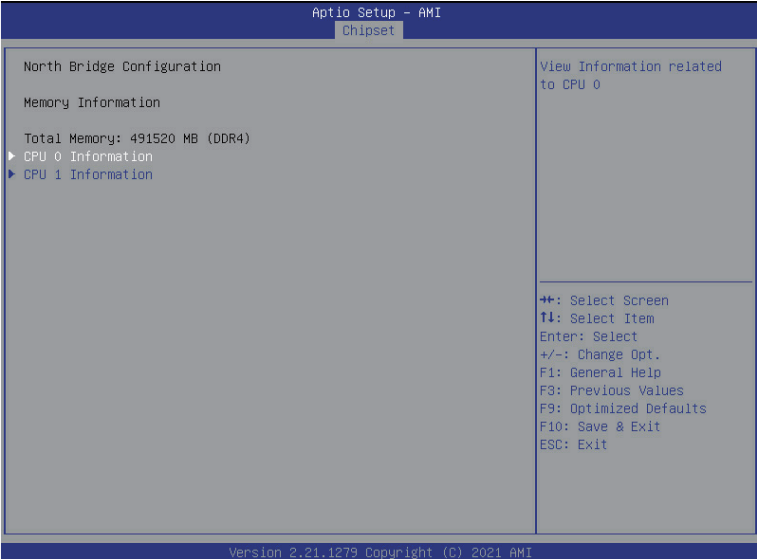 Aptio Setup – AMI
Chipset
North Bridge Configuration
Memory Information
Total Memory: 491520 MB (DDR4)
CPU 0 Information
CPU 1 Information
View Information related
to CPU 0
→←: Select Screen
↑↓: Select Item
Enter: Select
+/-: Change Opt.
F1: General Help
F3: Previous Values
F9: Optimized Defaults
F10: Save & Exit
ESC: Exit
Version 2.21.1279 Copyright (C) 2021 AMI